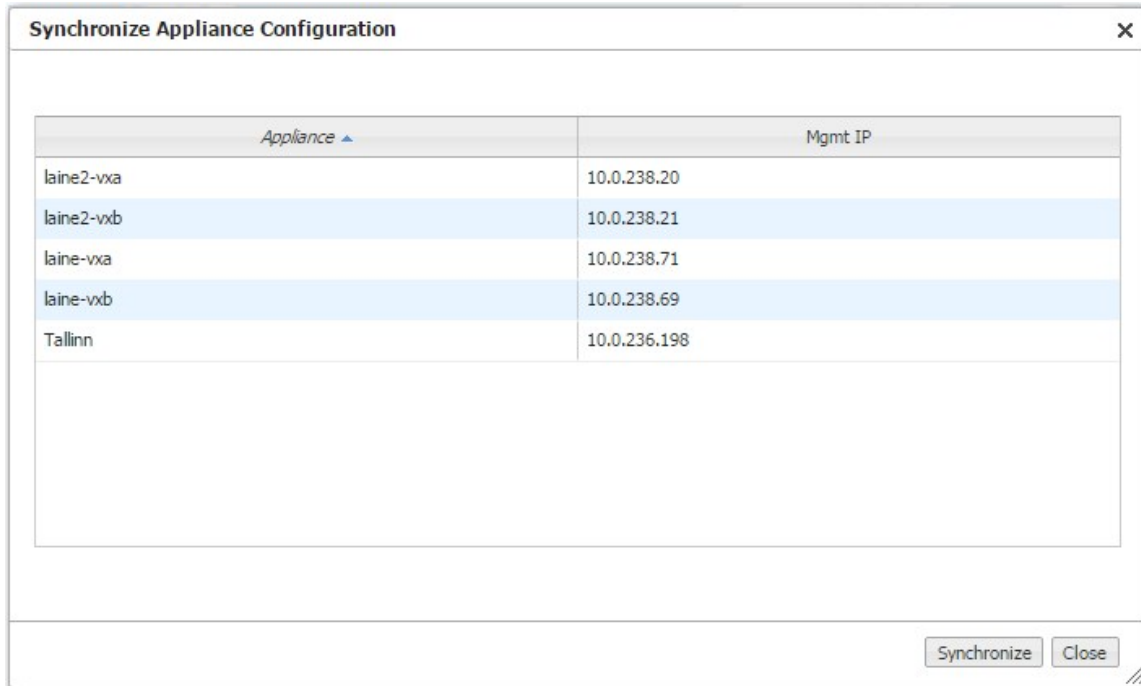 Synchronize Appliance Configuration
Appliance Mgmt IP
laine2-vxa 10.0.238.20
laine2-vxb 10.0.238.21
laine-vxa 10.0.238.71
laine-vxb 10.0.238.69
Tallinn 10.0.236.198
Synchronize Close